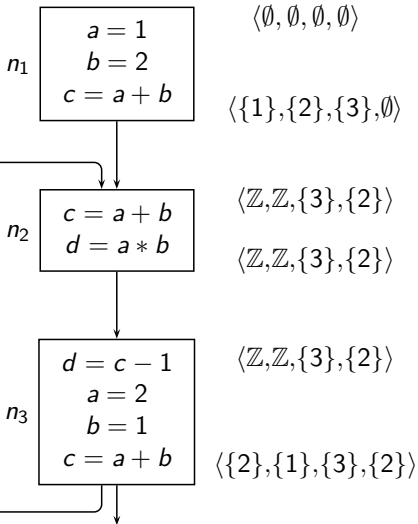 a = 1
⟨∅, ∅, ∅, ∅⟩
n₁
b = 2
c = a + b
⟨{1},{2},{3},∅⟩
c = a + b
⟨ℤ,ℤ,{3},{2}⟩
n₂
d = a ∗ b
⟨ℤ,ℤ,{3},{2}⟩
d = c − 1
⟨ℤ,ℤ,{3},{2}⟩
a = 2
n₃
b = 1
c = a + b
⟨{2},{1},{3},{2}⟩